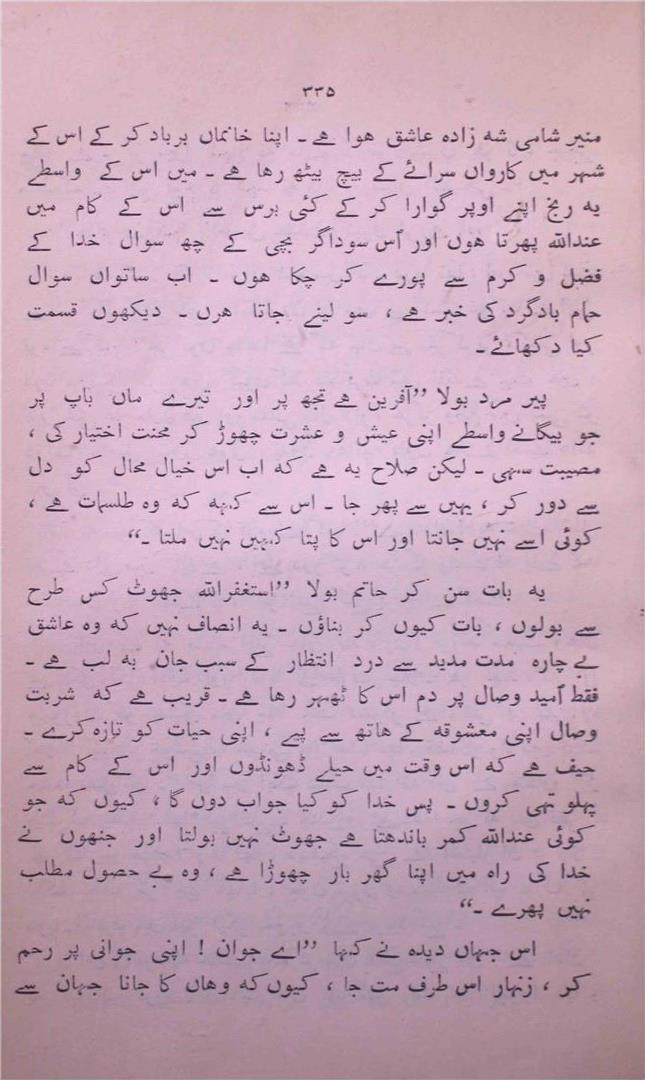 ۳۳۵
منیر شامی شہ زادہ عاشق ھوا ہے ۔ اپنا خانماں برباد کر کے اس کے
شہر میں کارواں سرائے کے بیچ بیٹھ رھا ہے ۔ میں اس کے واسطے
یہ رنج اپنے اوپر گوارا کر کے کئی برس سے اس کے کام میں
عنداللہ پھرتا ھوں اور اُس سوداگر بچی کے چھ سوال خدا کے
فضل و کرم سے پورے کر چکا ھوں ۔ اب ساتواں سوال
حمام بادگرد کی خبر ہے ، سو لینے جاتا ھرں ۔ دیکھوں قسمت
کیا دکھائے ۔
پیر مرد بولا ”آفرین ہے تجھ پر اور تیرے ماں باپ پر
جو بیگانے واسطے اپنی عیش و عشرت چھوڑ کر محنت اختیار کی ،
مصیبت سہی ۔ لیکن صلاح یہ ہے کہ اب اس خیال محال کو دل
سے دور کر ، یہیں سے پھر جا ۔ اس سے کہہ کہ وہ طلسمات ہے ،
کوئی اسے نہیں جانتا اور اس کا پتا کہیں نہیں ملتا ۔“
یہ بات سن کر حاتم بولا ”استغفراللہ جھوٹ کس طرح
سے بولوں ، بات کیوں کر بناؤں ۔ یہ انصاف نہیں کہ وہ عاشق
بے چارہ مدت مدید سے درد انتظار کے سبب جان بہ لب ہے ۔
فقط اُمید وصال پر دم اس کا ٹھہر رھا ہے ۔ قریب ہے کہ شربت
وصال اپنی معشوقہ کے ھاتھ سے پیے ، اپنی حیات کو تازہ کرے ۔
حیف ہے کہ اس وقت میں حیلے ڈھونڈوں اور اس کے کام سے
پہلو تہی کروں ۔ پس خدا کو کیا جواب دوں گا ، کیوں کہ جو
کوئی عنداللہ کمر باندھتا ہے جھوٹ نہیں بولتا اور جنھوں نے
خدا کی راہ میں اپنا گھر بار چھوڑا ہے ، وہ بے حصول مطلب
نہیں پھرے ۔“
اس جہاں دیدہ نے کہا ”اے جوان ! اپنی جوانی پر رحم
کر ، زنہار اس طرف مت جا ، کیوں کہ وھاں کا جانا جہان سے